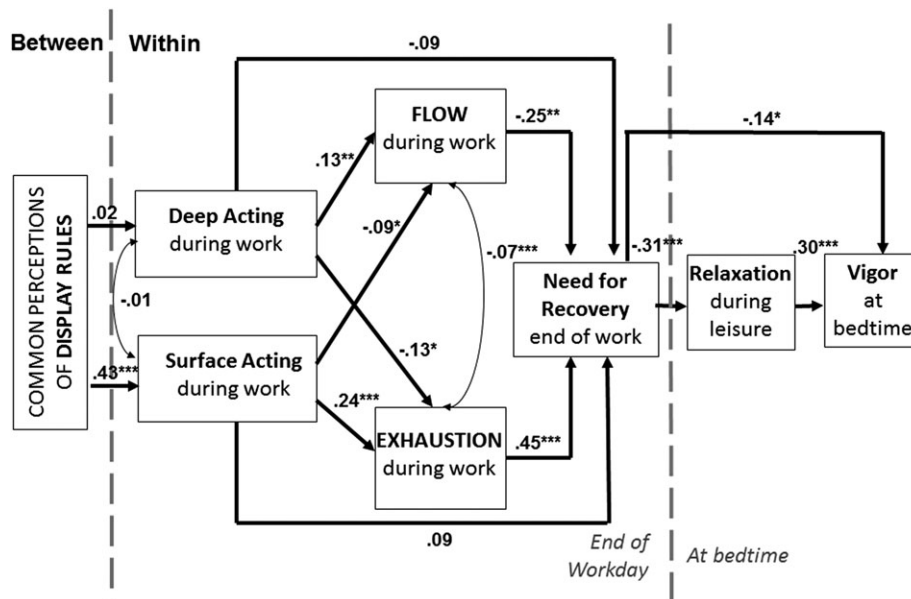 Between
Within
-.09
FLOW
during work
-.25**
-.14*
.13**
COMMON PERCEPTIONS
OF DISPLAY RULES
.02
Deep Acting
during work
-.09*
-.07***
-.31***
.30***
Need for
Recovery
end of work
Relaxation
during
leisure
Vigor
at
bedtime
-.01
.43***
Surface Acting
during work
-.13*
.24***
EXHAUSTION
during work
.45***
.09
End of
Workday
At bedtime